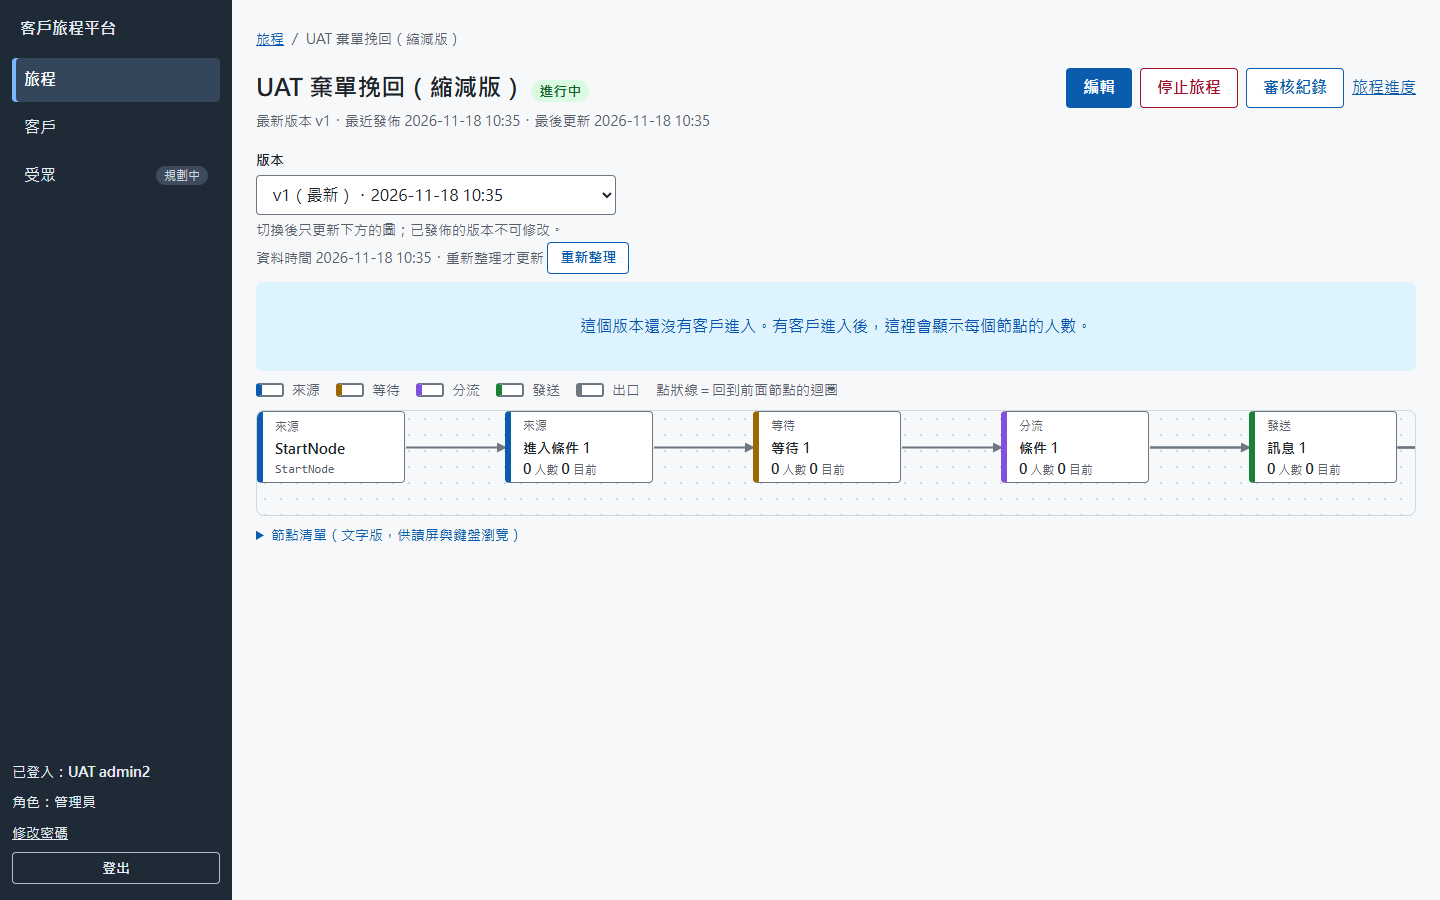 客戶旅程平台
旅程
客戶
受眾 規劃中
已登入：UAT admin2
角色：管理員
修改密碼
登出
旅程 / UAT 棄單挽回（縮減版）
UAT 棄單挽回（縮減版） 進行中
編輯 停止旅程 審核紀錄 旅程進度
最新版本 v1 · 最近發佈 2026-11-18 10:35 · 最後更新 2026-11-18 10:35
版本
v1（最新） · 2026-11-18 10:35
切換後只更新下方的圖；已發佈的版本不可修改。
資料時間 2026-11-18 10:35 · 重新整理才更新 重新整理
這個版本還沒有客戶進入。有客戶進入後，這裡會顯示每個節點的人數。
來源 等待 分流 發送 出口 點狀線＝回到前面節點的迴圈
來源
StartNode
StartNode
來源
進入條件 1
0 人數 0 目前
等待
等待 1
0 人數 0 目前
分流
條件 1
0 人數 0 目前
發送
訊息 1
0 人數 0 目前
節點清單（文字版，供讀屏與鍵盤瀏覽）